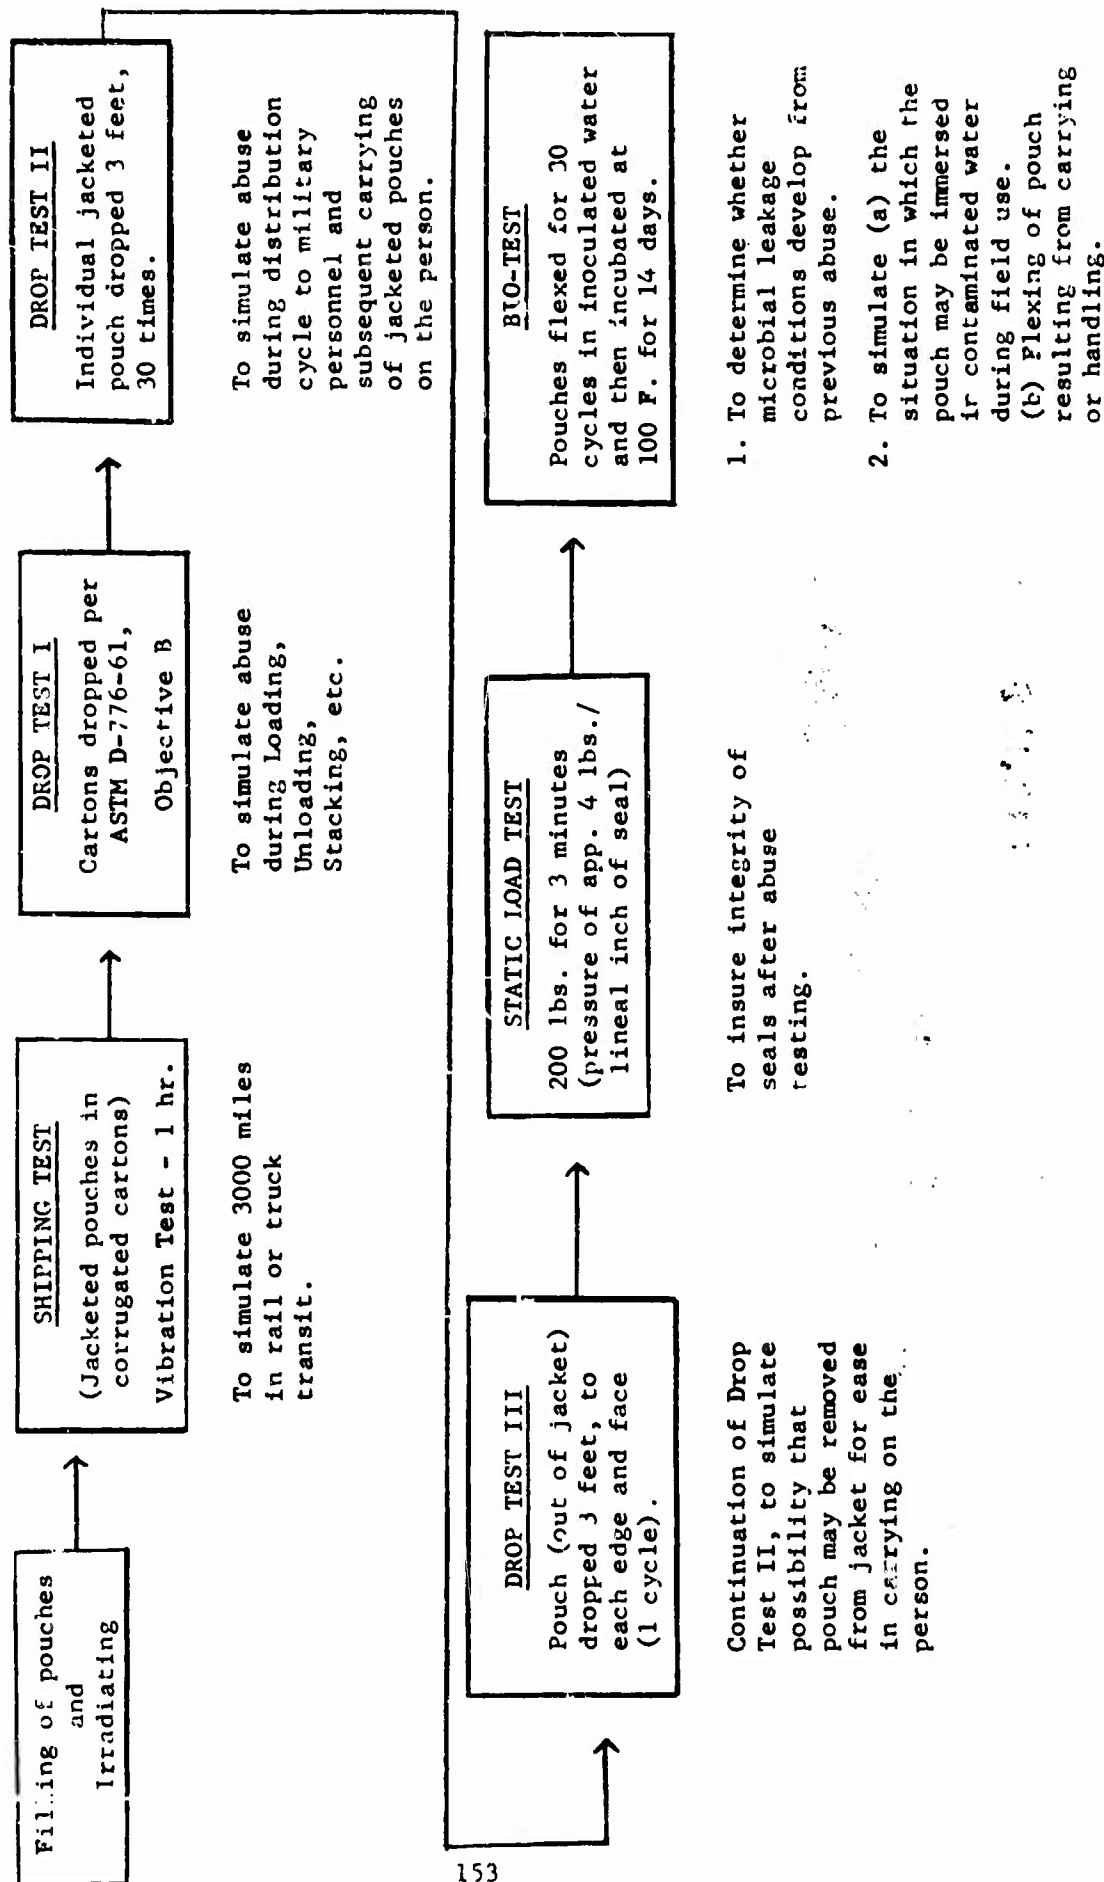 Filling of pouches
and
Irradiating
SHIPPING TEST
(Jacketed pouches in
corrugated cartons)
Vibration Test - 1 hr.
To simulate 3000 miles
in rail or truck
transit.
DROP TEST I
Cartons dropped per
ASTM D-776-61,
Objective B
To simulate abuse
during Loading,
Unloading,
Stacking, etc.
DROP TEST II
Individual jacketed
pouch dropped 3 feet,
30 times.
To simulate abuse
during distribution
cycle to military
personnel and
subsequent carrying
of jacketed pouches
on the person.
DROP TEST III
Pouch (out of jacket)
dropped 3 feet, to
each edge and face
(1 cycle).
Continuation of Drop
Test II, to simulate
possibility that
pouch may be removed
from jacket for ease
in carrying on the
person.
STATIC LOAD TEST
200 lbs. for 3 minutes
(pressure of app. 4 lbs./
lineal inch of seal)
To insure integrity of
seals after abuse
testing.
BIO-TEST
Pouches flexed for 30
cycles in inoculated water
and then incubated at
100 F. for 14 days.
1. To determine whether
microbial leakage
conditions develop from
previous abuse.
2. To simulate (a) the
situation in which the
pouch may be immersed
in contaminated water
during field use.
(b) Flexing of pouch
resulting from carrying
or handling.
153